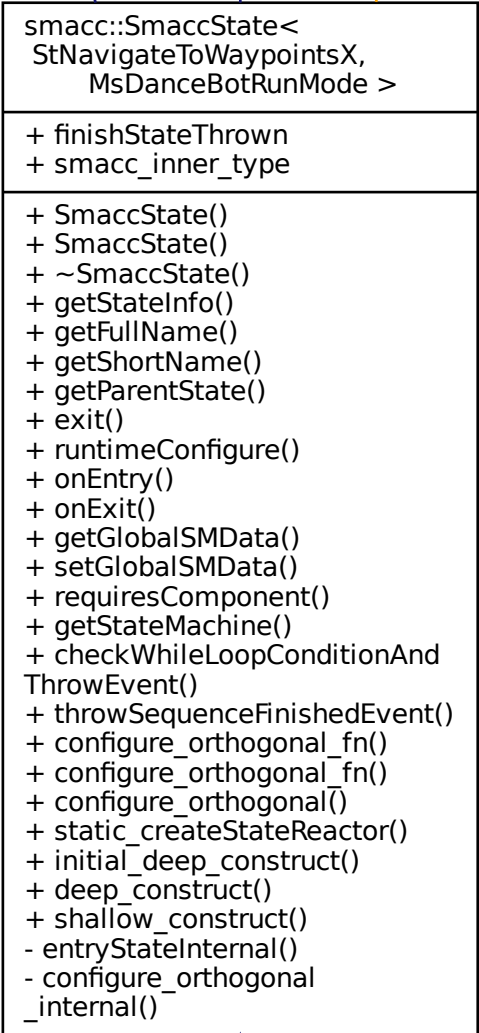 smacc::SmaccState<
StNavigateToWaypointsX,
MsDanceBotRunMode >
+ finishStateThrown
+ smacc_inner_type
+ SmaccState()
+ SmaccState()
+ ~SmaccState()
+ getStateInfo()
+ getFullName()
+ getShortName()
+ getParentState()
+ exit()
+ runtimeConfigure()
+ onEntry()
+ onExit()
+ getGlobalSMData()
+ setGlobalSMData()
+ requiresComponent()
+ getStateMachine()
+ checkWhileLoopConditionAnd
ThrowEvent()
+ throwSequenceFinishedEvent()
+ configure_orthogonal_fn()
+ configure_orthogonal_fn()
+ configure_orthogonal()
+ static_createStateReactor()
+ initial_deep_construct()
+ deep_construct()
+ shallow_construct()
- entryStateInternal()
- configure_orthogonal
_internal()